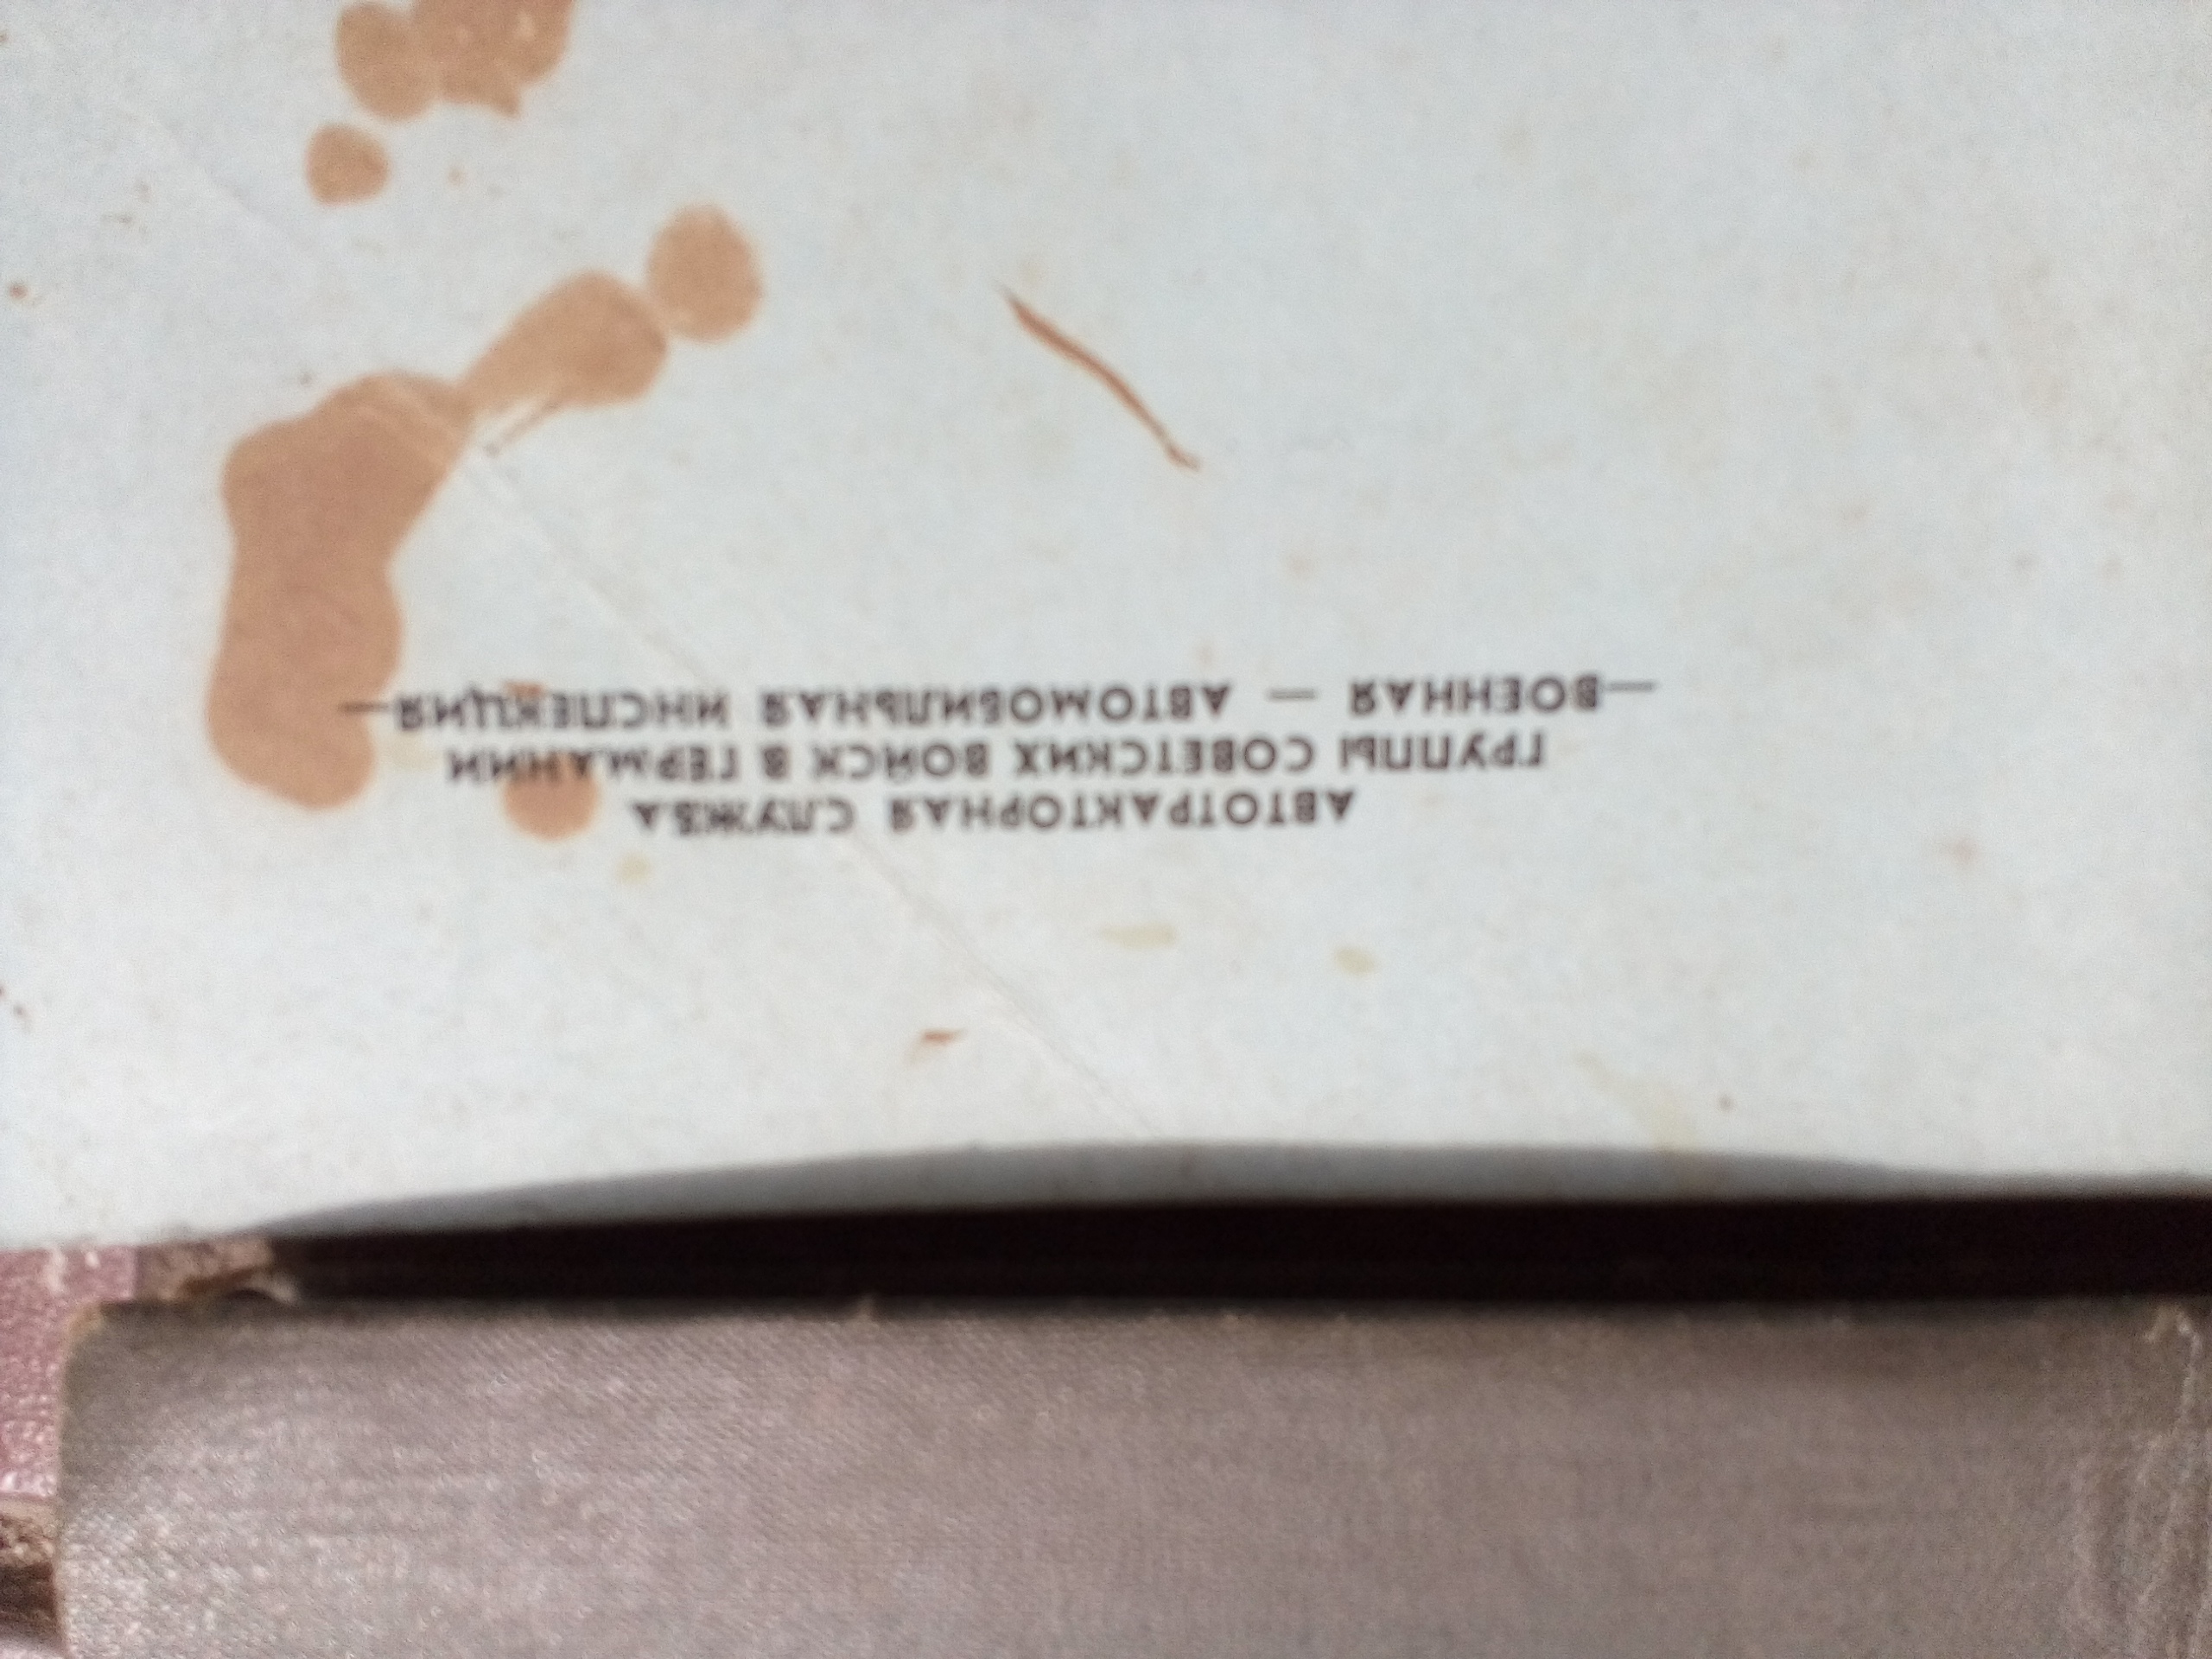 АВТОТРАКТОРНАЯ СЛУЖБА
ГРУППЫ СОВЕТСКИХ ВОЙСК В ГЕРМАНИИ
—ВОЕННАЯ — АВТОМОБИЛЬНАЯ ИНСПЕКЦИЯ—